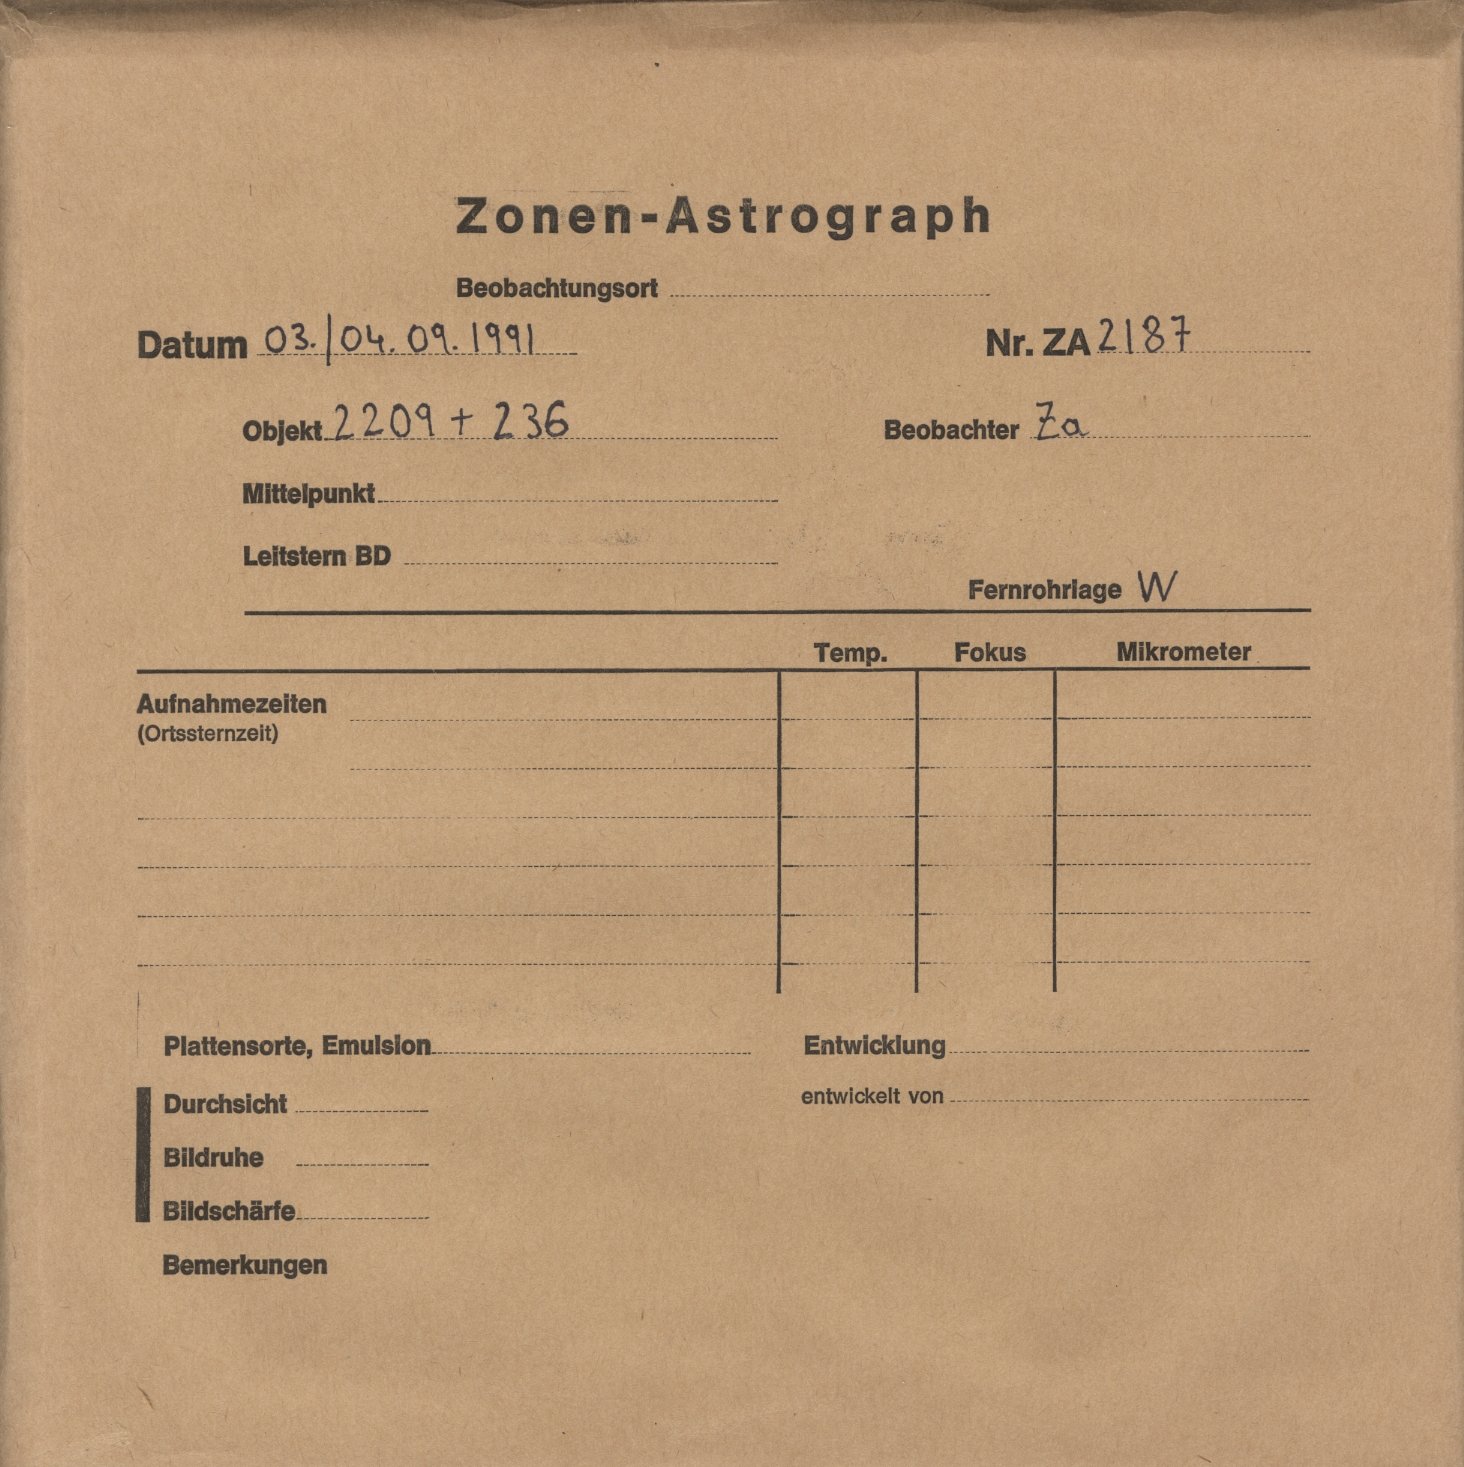 Zonen-Astrograph
Beobachtungsort
Datum 03./04.09.1991 Nr. ZA 2187
Objekt 2209 + 236 Beobachter Za
Mittelpunkt
Leitstern BD
Fernrohrlage W
Temp. Fokus Mikrometer
Aufnahmezeiten
(Ortssternzeit)
Plattensorte, Emulsion Entwicklung
Durchsicht entwickelt von
Bildruhe
Bildschärfe
Bemerkungen